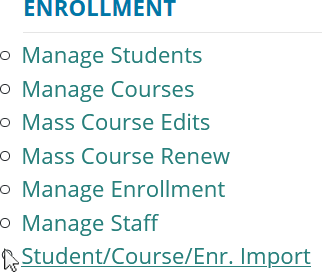 ENROLLMENT
Manage Students
Manage Courses
Mass Course Edits
Mass Course Renew
Manage Enrollment
Manage Staff
Student/Course/Enr. Import